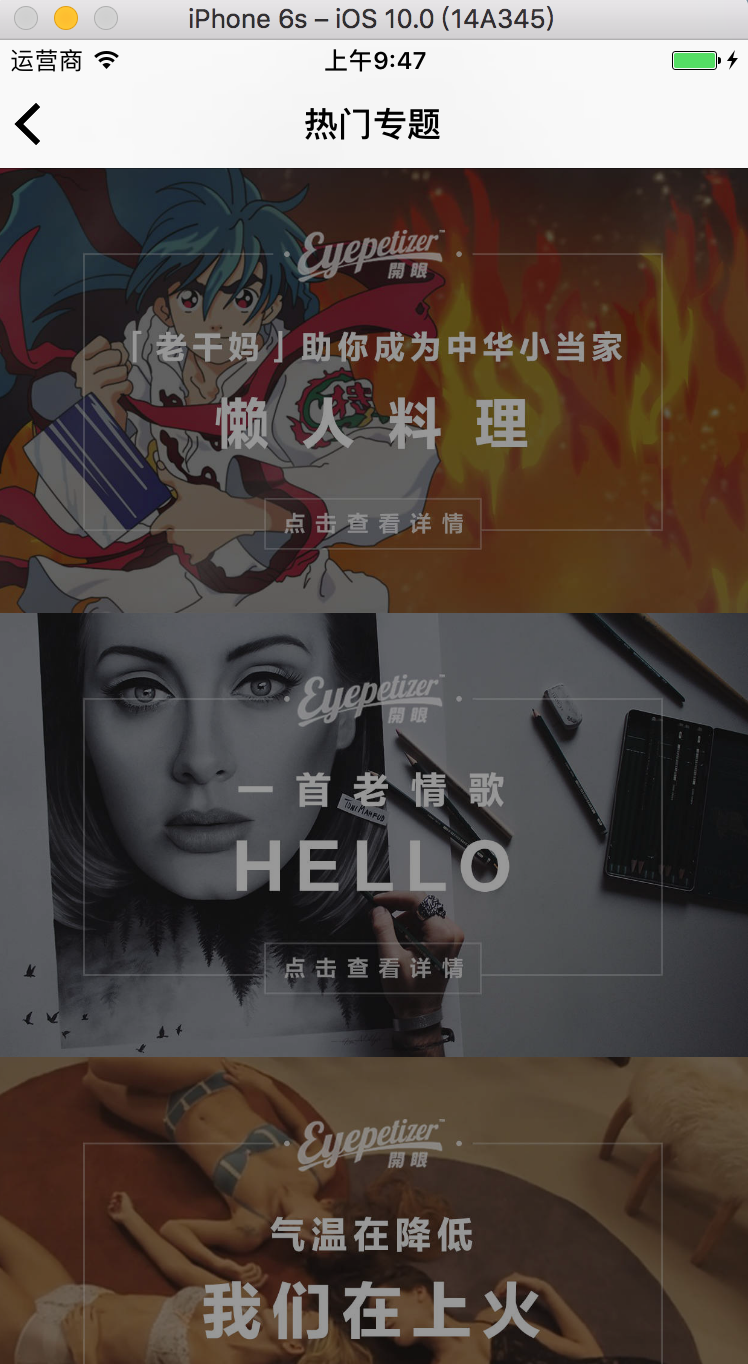 iPhone 6s – iOS 10.0 (14A345)
运营商 上午9:47
热门专题
Eyepetizer™
開眼
「老干妈」助你成为中华小当家
懒人料理
点击查看详情
Eyepetizer™
開眼
一首老情歌
TONI MAHFUD
HELLO
点击查看详情
Eyepetizer™
開眼
气温在降低
我们在上火